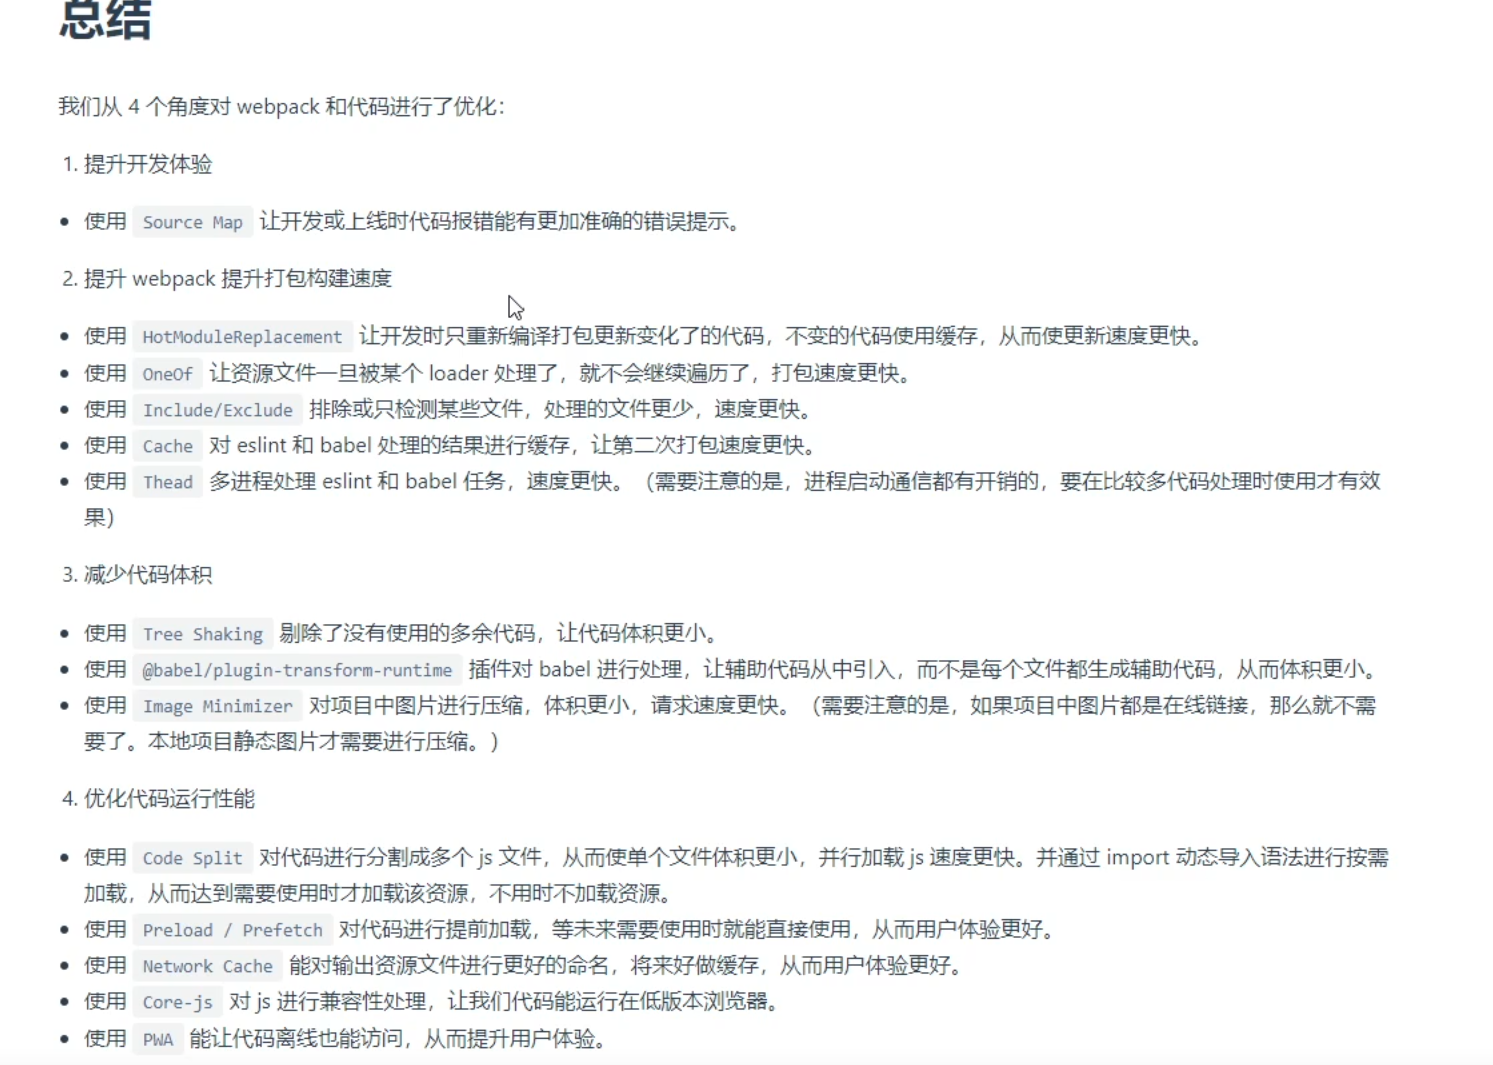 总结
我们从 4 个角度对 webpack 和代码进行了优化：
1. 提升开发体验
• 使用 Source Map 让开发或上线时代码报错能有更加准确的错误提示。
2. 提升 webpack 提升打包构建速度
• 使用 HotModuleReplacement 让开发时只重新编译打包更新变化了的代码，不变的代码使用缓存，从而使更新速度更快。
• 使用 OneOf 让资源文件一旦被某个 loader 处理了，就不会继续遍历了，打包速度更快。
• 使用 Include/Exclude 排除或只检测某些文件，处理的文件更少，速度更快。
• 使用 Cache 对 eslint 和 babel 处理的结果进行缓存，让第二次打包速度更快。
• 使用 Thead 多进程处理 eslint 和 babel 任务，速度更快。（需要注意的是，进程启动通信都有开销的，要在比较多代码处理时使用才有效
果）
3. 减少代码体积
• 使用 Tree Shaking 剔除了没有使用的多余代码，让代码体积更小。
• 使用 @babel/plugin-transform-runtime 插件对 babel 进行处理，让辅助代码从中引入，而不是每个文件都生成辅助代码，从而体积更小。
• 使用 Image Minimizer 对项目中图片进行压缩，体积更小，请求速度更快。（需要注意的是，如果项目中图片都是在线链接，那么就不需
要了。本地项目静态图片才需要进行压缩。）
4. 优化代码运行性能
• 使用 Code Split 对代码进行分割成多个 js 文件，从而使单个文件体积更小，并行加载 js 速度更快。并通过 import 动态导入语法进行按需
加载，从而达到需要使用时才加载该资源，不用时不加载资源。
• 使用 Preload / Prefetch 对代码进行提前加载，等未来需要使用时就能直接使用，从而用户体验更好。
• 使用 Network Cache 能对输出资源文件进行更好的命名，将来好做缓存，从而用户体验更好。
• 使用 Core-js 对 js 进行兼容性处理，让我们代码能运行在低版本浏览器。
• 使用 PWA 能让代码离线也能访问，从而提升用户体验。